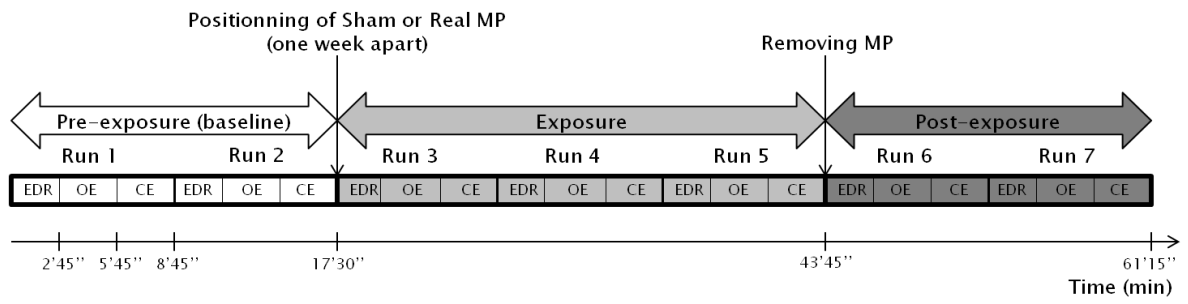 Positionning of Sham or Real MP
(one week apart)
Removing MP
Pre-exposure (baseline) Exposure Post-exposure
Run 1 Run 2 Run 3 Run 4 Run 5 Run 6 Run 7
EDR OE CE EDR OE CE EDR OE CE EDR OE CE EDR OE CE EDR OE CE EDR OE CE
2'45'' 5'45'' 8'45'' 17'30'' 43'45'' 61'15''
Time (min)